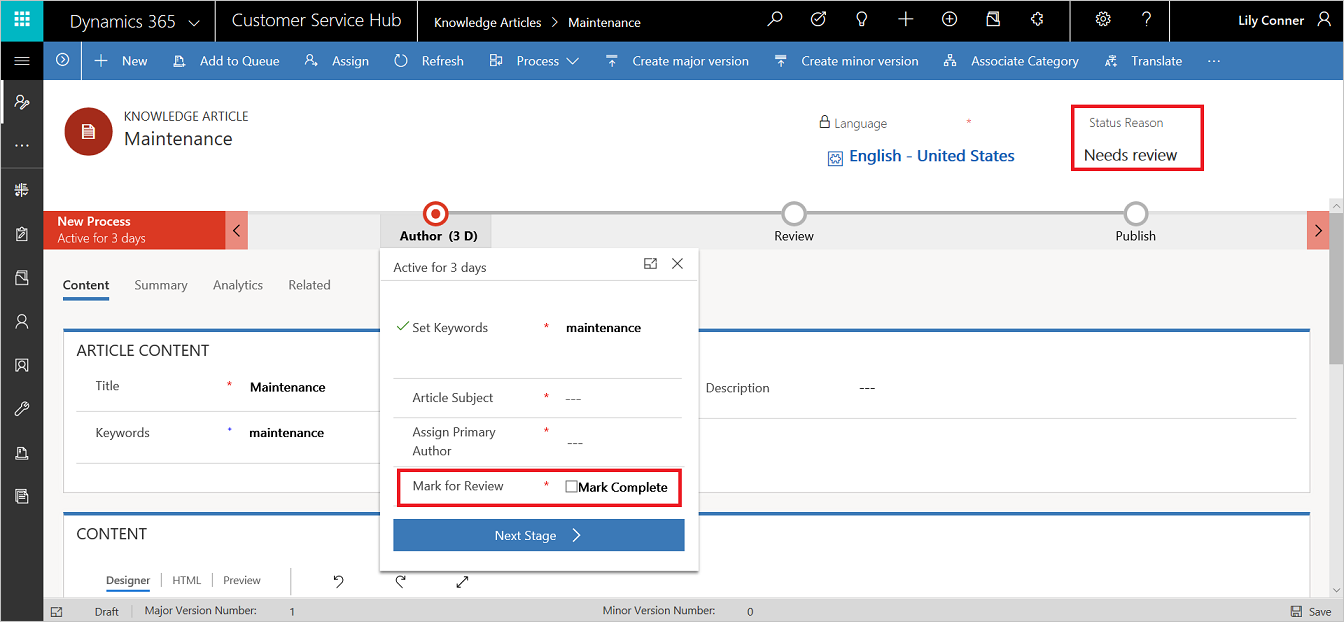 Dynamics 365
Customer Service Hub
Knowledge Articles > Maintenance
Lily Conner
New
Add to Queue
Assign
Refresh
Process
Create major version
Create minor version
Associate Category
Translate
...
KNOWLEDGE ARTICLE
Maintenance
Language *
English - United States
Status Reason
Needs review
New Process
Active for 3 days
Author (3 D)
Review
Publish
Active for 3 days
Set Keywords * maintenance
Article Subject * ---
Assign Primary
Author * ---
Mark for Review * Mark Complete
Next Stage
Content
Summary
Analytics
Related
ARTICLE CONTENT
Title * Maintenance
Keywords * maintenance
Description ---
CONTENT
Designer | HTML | Preview
Draft
Major Version Number: 1
Minor Version Number: 0
Save